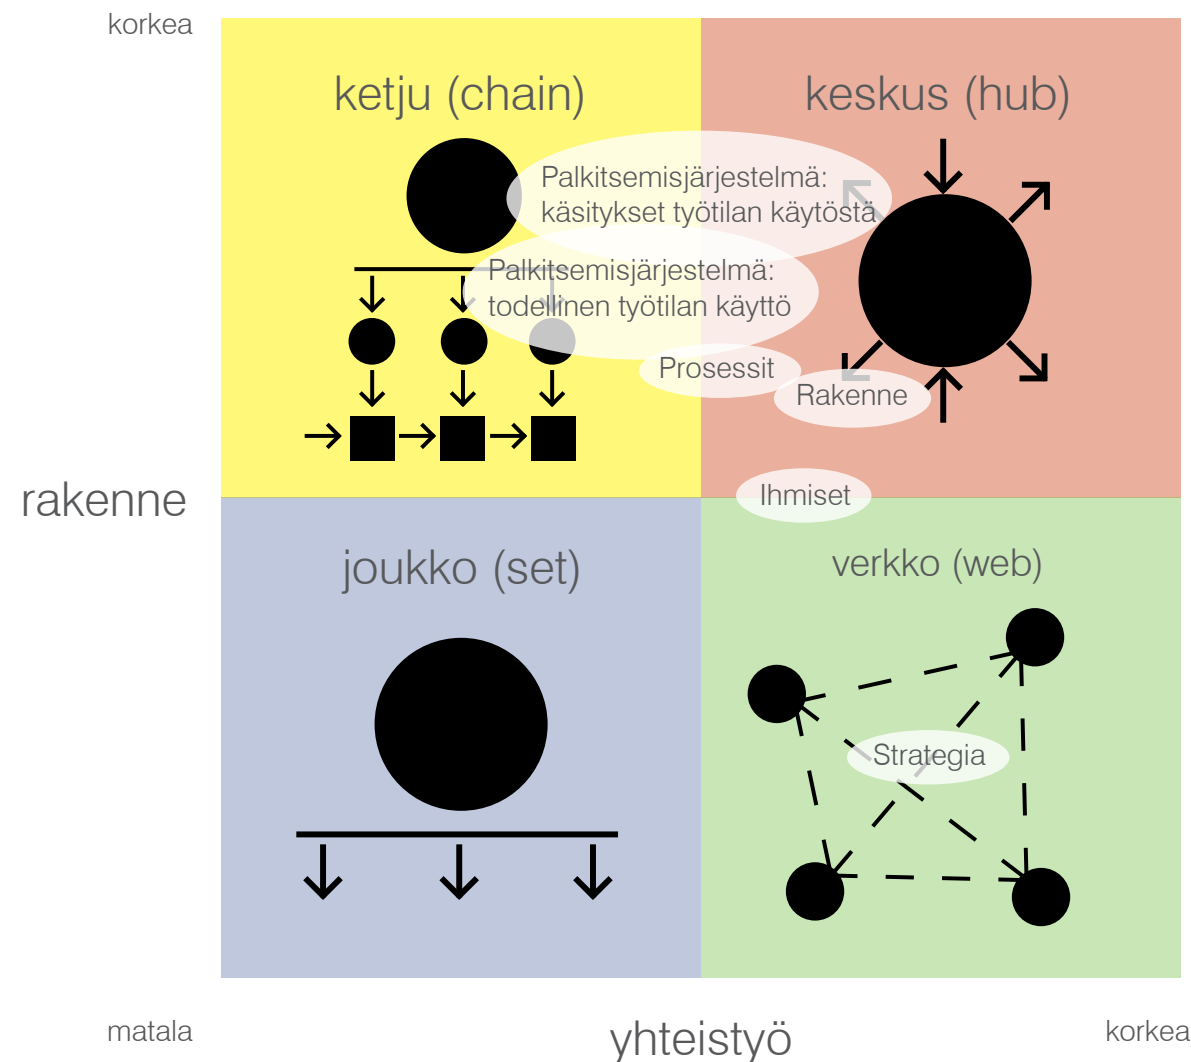 korkea
ketju (chain)
keskus (hub)
Palkitsemisjärjestelmä:
käsitykset työtilan käytöstä
Palkitsemisjärjestelmä:
todellinen työtilan käyttö
Prosessit
Rakenne
rakenne
Ihmiset
joukko (set)
verkko (web)
Strategia
matala
yhteistyö
korkea